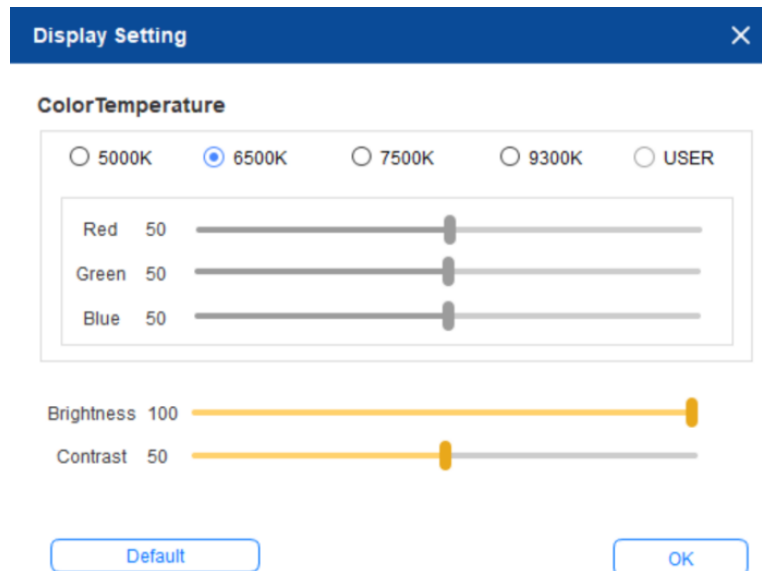 Display Setting
ColorTemperature
5000K 6500K 7500K 9300K USER
Red 50
Green 50
Blue 50
Brightness 100
Contrast 50
Default OK